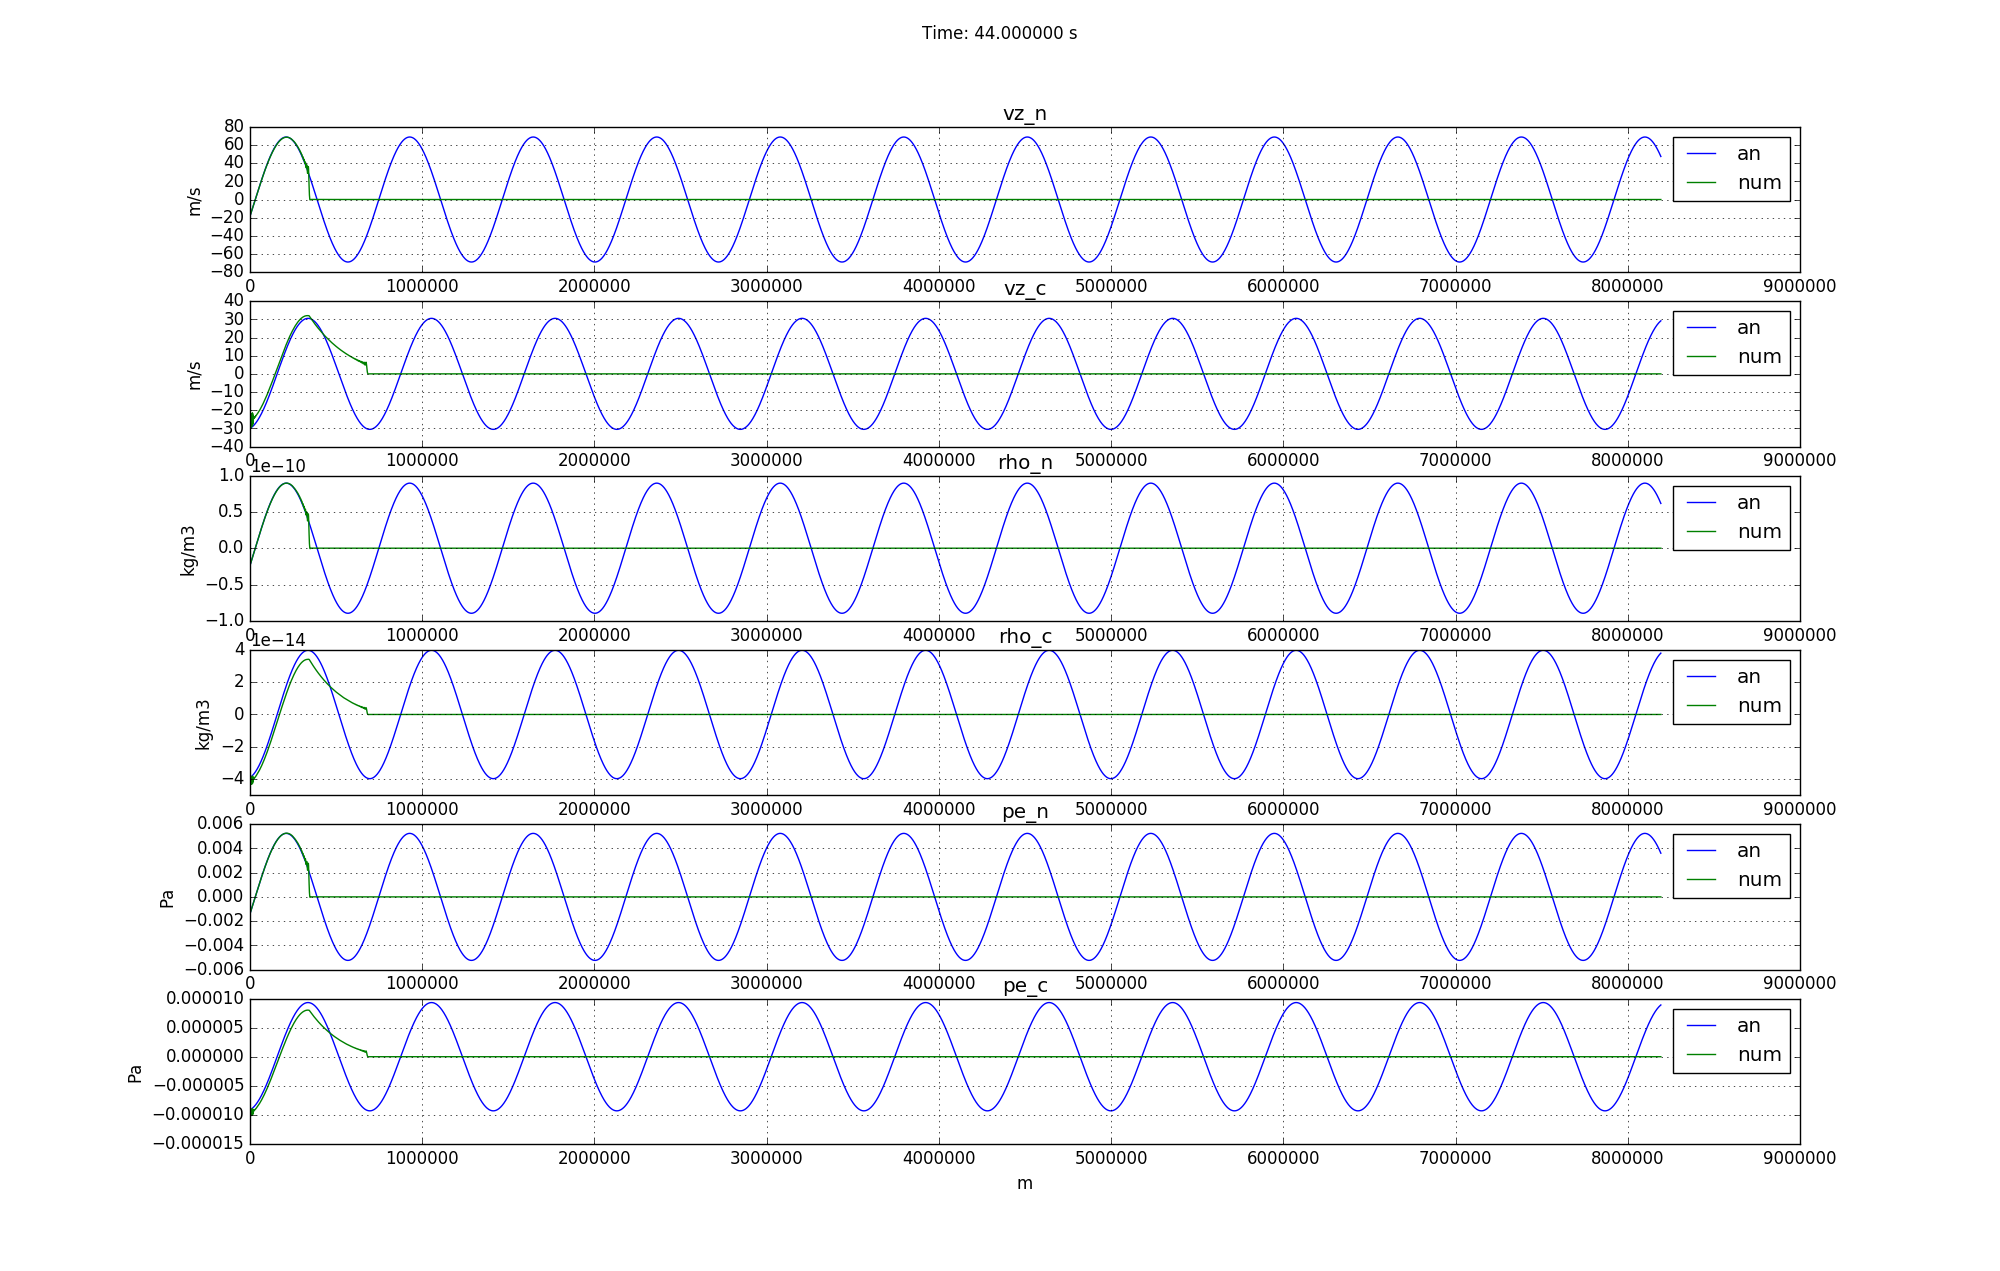 Time: 44.000000 s
vz_n
80
60
40
20
0
−20
−40
−60
−80
m/s
an
num
0 1000000 2000000 3000000 4000000 5000000 6000000 7000000 8000000 9000000
vz_c
40
30
20
10
0
−10
−20
−30
−40
m/s
an
num
0 1000000 2000000 3000000 4000000 5000000 6000000 7000000 8000000 9000000
1e−10
rho_n
1.0
0.5
0.0
−0.5
−1.0
kg/m3
an
num
0 1000000 2000000 3000000 4000000 5000000 6000000 7000000 8000000 9000000
1e−14
rho_c
4
2
0
−2
−4
kg/m3
an
num
0 1000000 2000000 3000000 4000000 5000000 6000000 7000000 8000000 9000000
pe_n
0.006
0.004
0.002
0.000
−0.002
−0.004
−0.006
Pa
an
num
0 1000000 2000000 3000000 4000000 5000000 6000000 7000000 8000000 9000000
pe_c
0.000010
0.000005
0.000000
−0.000005
−0.000010
−0.000015
Pa
an
num
0 1000000 2000000 3000000 4000000 5000000 6000000 7000000 8000000 9000000
m